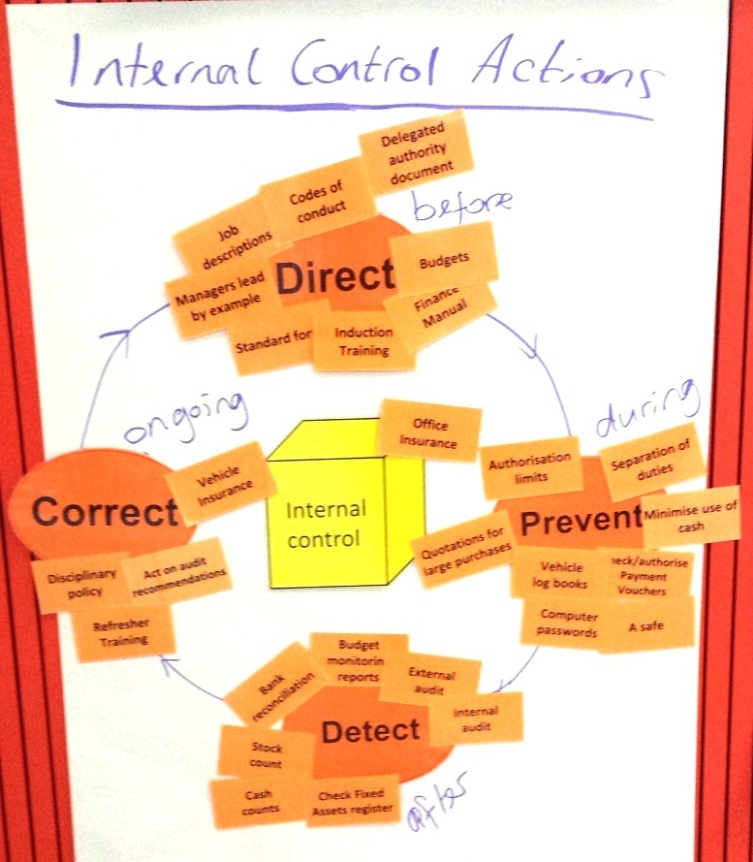 Internal Control Actions
Delegated
authority
document
Codes of
conduct
before
Job
descriptions
Direct
Budgets
Managers lead
by example
Finance
Manual
Standard for
Induction
Training
ongoing
during
Office
Insurance
Vehicle
Insurance
Authorisation
limits
Separation of
duties
Correct
Internal
control
Prevent
Minimise use of
cash
Quotations for
large purchases
Disciplinary
policy
Act on audit
recommendations
Vehicle
log books
eck/authorise
Payment
Vouchers
Refresher
Training
Computer
passwords
A safe
Budget
monitorin
reports
External
audit
Bank
reconciliation
Internal
audit
Detect
Stock
count
Cash
counts
Check Fixed
Assets register
after